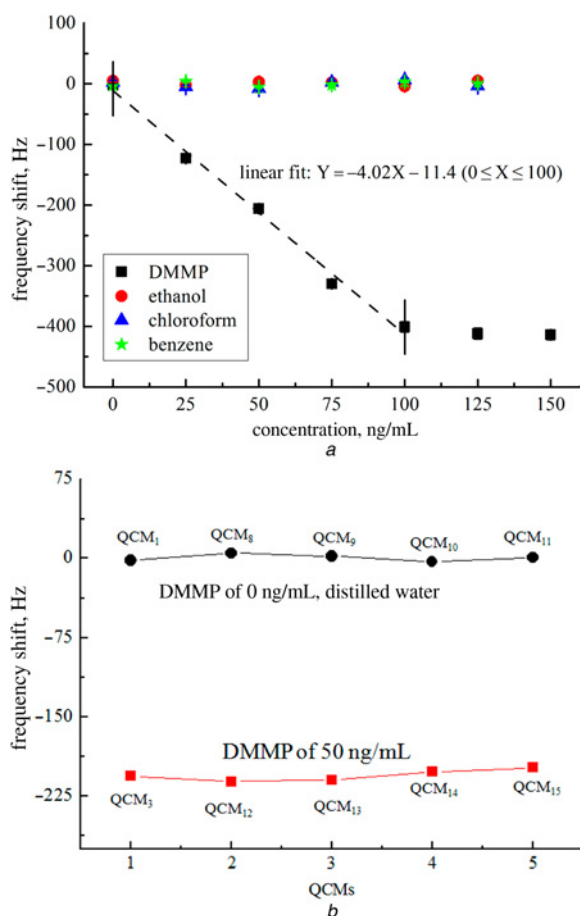 100
0
−100
−200
−300
−400
−500
frequency shift, Hz
linear fit: Y = −4.02X − 11.4 (0 ≤ X ≤ 100)
DMMP
ethanol
chloroform
benzene
0 25 50 75 100 125 150
concentration, ng/mL
a
75
0
−75
−150
−225
frequency shift, Hz
QCM₁ QCM₈ QCM₉ QCM₁₀ QCM₁₁
DMMP of 0 ng/mL, distilled water
DMMP of 50 ng/mL
QCM₃ QCM₁₂ QCM₁₃ QCM₁₄ QCM₁₅
1 2 3 4 5
QCMs
b